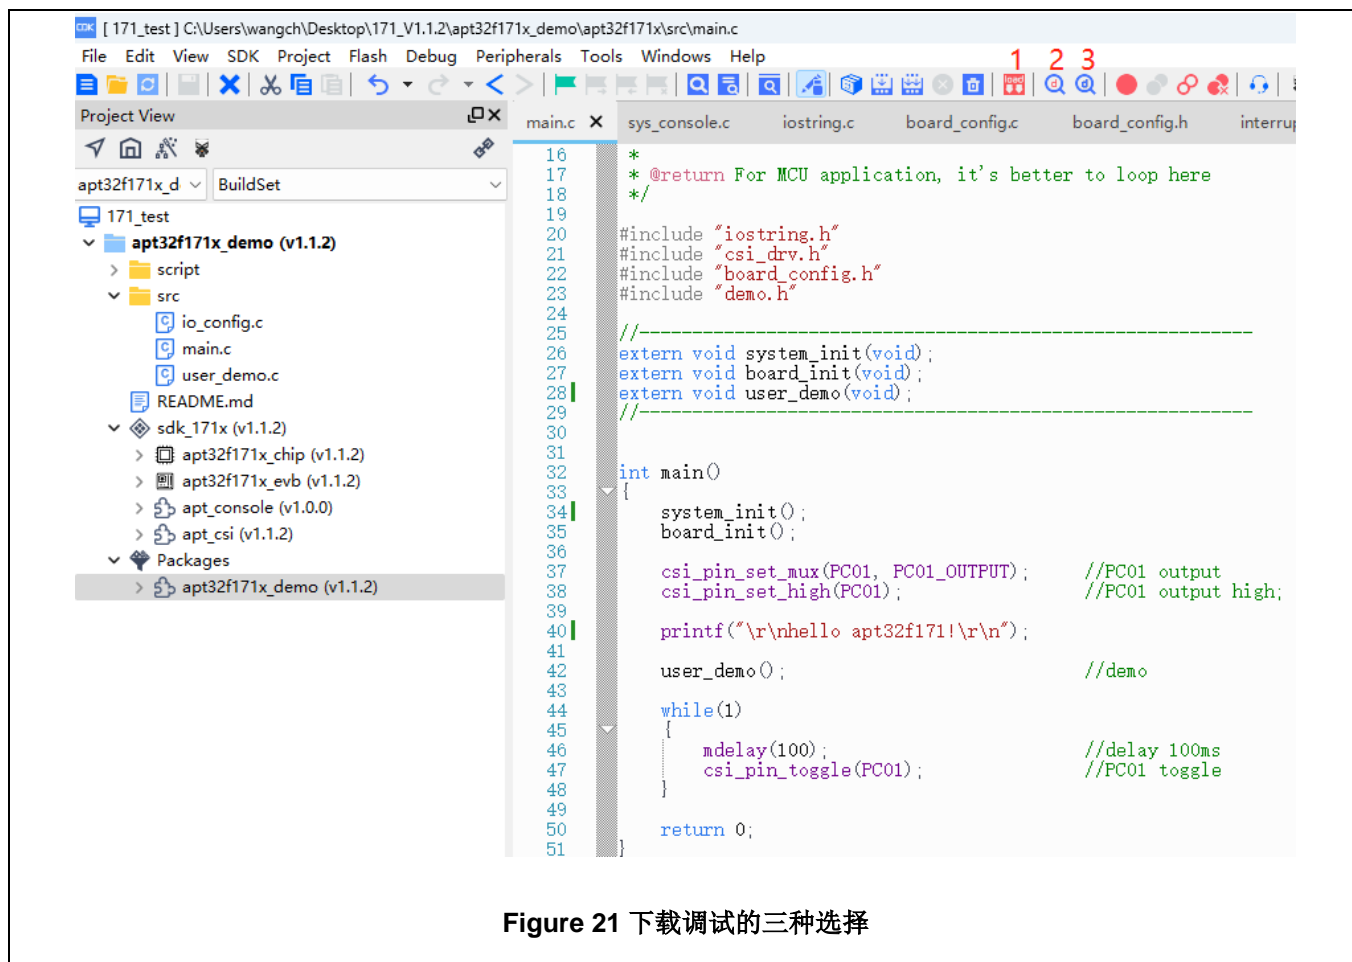 CDK [ 171_test ] C:\Users\wangch\Desktop\171_V1.1.2\apt32f171x_demo\apt32f171x\src\main.c
File Edit View SDK Project Flash Debug Peripherals Tools Windows Help
1 2 3
load
Project View
main.c sys_console.c iostring.c board_config.c board_config.h interrup
apt32f171x_d BuildSet
171_test
apt32f171x_demo (v1.1.2)
script
src
io_config.c
main.c
user_demo.c
README.md
sdk_171x (v1.1.2)
apt32f171x_chip (v1.1.2)
apt32f171x_evb (v1.1.2)
apt_console (v1.0.0)
apt_csi (v1.1.2)
Packages
apt32f171x_demo (v1.1.2)
16 *
17 * @return For MCU application, it's better to loop here
18 */
19
20 #include "iostring.h"
21 #include "csi_drv.h"
22 #include "board_config.h"
23 #include "demo.h"
24
25 //----------------------------------------------------------
26 extern void system_init(void);
27 extern void board_init(void);
28 extern void user_demo(void);
29 //----------------------------------------------------------
30
31
32 int main()
33 {
34 system_init();
35 board_init();
36
37 csi_pin_set_mux(PC01, PC01_OUTPUT); //PC01 output
38 csi_pin_set_high(PC01); //PC01 output high;
39
40 printf("\r\nhello apt32f171!\r\n");
41
42 user_demo(); //demo
43
44 while(1)
45 {
46 mdelay(100); //delay 100ms
47 csi_pin_toggle(PC01); //PC01 toggle
48 }
49
50 return 0;
51 }
Figure 21 下载调试的三种选择